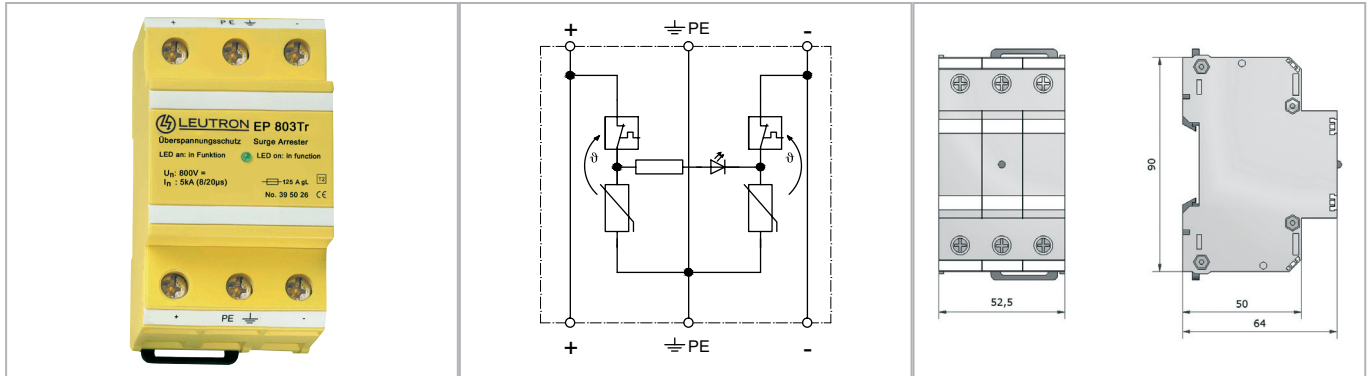 + PE -
LEUTRON EP 803Tr
Überspannungsschutz Surge Arrester
LED an: in Funktion LED on: in function
Un: 800V =
In : 5kA (8/20µs)
125 A gL T3
No. 39 50 26 CE
+ PE -
+ PE -
ϑ ϑ
+ PE -
90
52,5
50
64